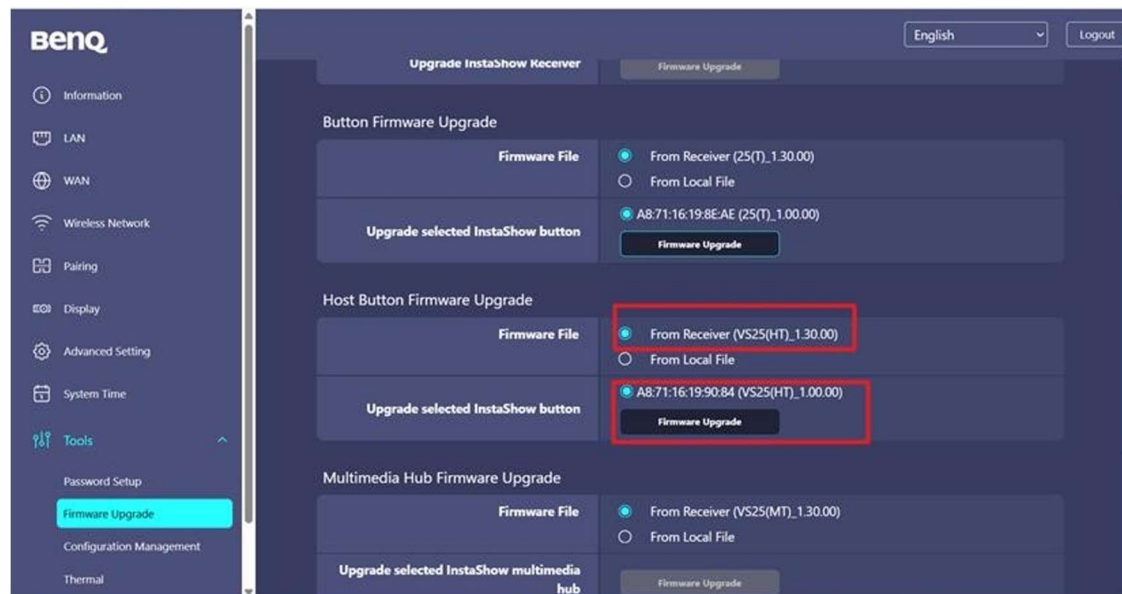 BenQ
English
Logout
Information
LAN
WAN
Wireless Network
Pairing
Display
Advanced Setting
System Time
Tools
Password Setup
Firmware Upgrade
Configuration Management
Thermal
Upgrade InstaShow Receiver
Firmware Upgrade
Button Firmware Upgrade
Firmware File
From Receiver (25(T)_1.30.00)
From Local File
Upgrade selected InstaShow button
A8:71:16:19:8E:AE (25(T)_1.00.00)
Firmware Upgrade
Host Button Firmware Upgrade
Firmware File
From Receiver (VS25(HT)_1.30.00)
From Local File
Upgrade selected InstaShow button
A8:71:16:19:90:84 (VS25(HT)_1.00.00)
Firmware Upgrade
Multimedia Hub Firmware Upgrade
Firmware File
From Receiver (VS25(MT)_1.30.00)
From Local File
Upgrade selected InstaShow multimedia
hub
Firmware Upgrade